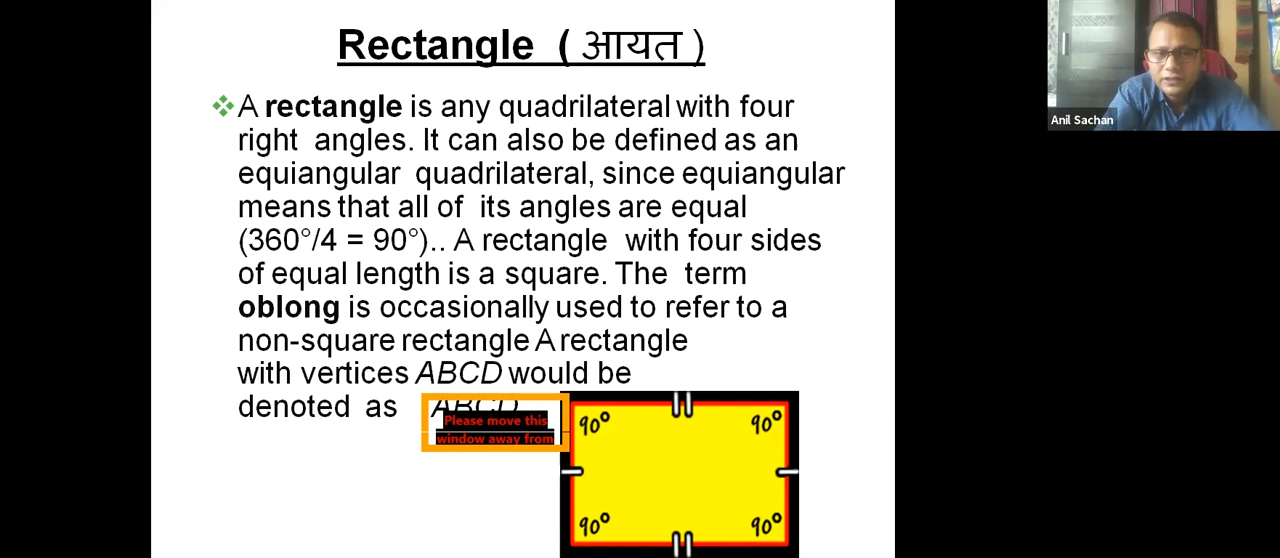 Rectangle ( आयत )
A rectangle is any quadrilateral with four
right angles. It can also be defined as an
equiangular quadrilateral, since equiangular
means that all of its angles are equal
(360°/4 = 90°).. A rectangle with four sides
of equal length is a square. The term
oblong is occasionally used to refer to a
non-square rectangle A rectangle
with vertices ABCD would be
denoted as ABCD
Please move this
window away from
90°
90°
90°
90°
Anil Sachan